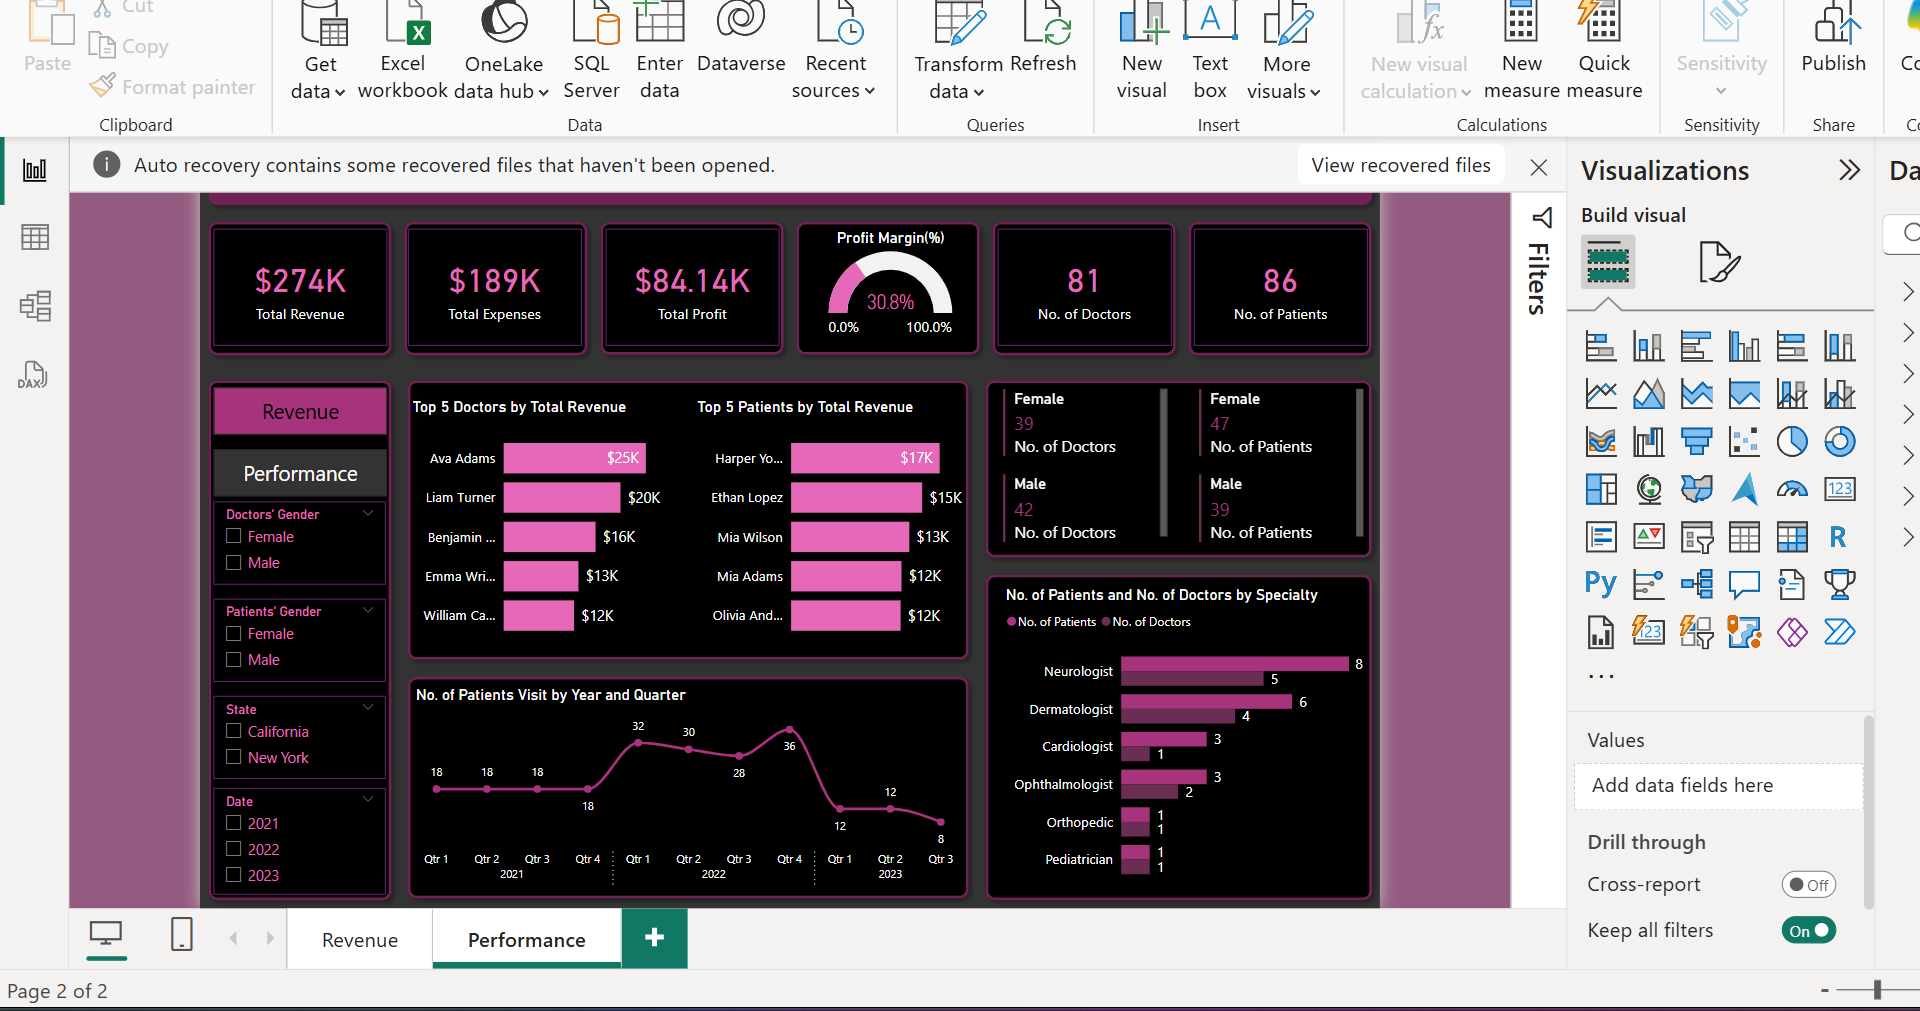 Cut
Copy
Format painter
Paste
Clipboard
Get data
Excel workbook
OneLake data hub
SQL Server
Enter data
Dataverse
Recent sources
Data
Transform data
Refresh
Queries
New visual
Text box
More visuals
Insert
New visual calculation
New measure
Quick measure
Calculations
Sensitivity
Sensitivity
Publish
Share
Co
Co
Auto recovery contains some recovered files that haven't been opened.
View recovered files
$274K
Total Revenue
$189K
Total Expenses
$84.14K
Total Profit
Profit Margin(%)
30.8%
0.0%
100.0%
81
No. of Doctors
86
No. of Patients
Revenue
Performance
Doctors' Gender
Female
Male
Patients' Gender
Female
Male
State
California
New York
Date
2021
2022
2023
Top 5 Doctors by Total Revenue
Ava Adams $25K
Liam Turner $20K
Benjamin ... $16K
Emma Wri... $13K
William Ca... $12K
Top 5 Patients by Total Revenue
Harper Yo... $17K
Ethan Lopez $15K
Mia Wilson $13K
Mia Adams $12K
Olivia And... $12K
Female
39
No. of Doctors
Male
42
No. of Doctors
Female
47
No. of Patients
Male
39
No. of Patients
No. of Patients Visit by Year and Quarter
18 18 18 18 32 30 28 36 12 12 8
Qtr 1 Qtr 2 Qtr 3 Qtr 4 Qtr 1 Qtr 2 Qtr 3 Qtr 4 Qtr 1 Qtr 2 Qtr 3
2021 2022 2023
No. of Patients and No. of Doctors by Specialty
No. of Patients No. of Doctors
Neurologist 8
5
Dermatologist 6
4
Cardiologist 3
1
Ophthalmologist 3
2
Orthopedic 1
1
Pediatrician 1
1
Filters
Visualizations
Build visual
123
R
Py
123
...
Values
Add data fields here
Drill through
Cross-report
Off
Keep all filters
On
Da
DAX
Revenue
Performance
+
Page 2 of 2